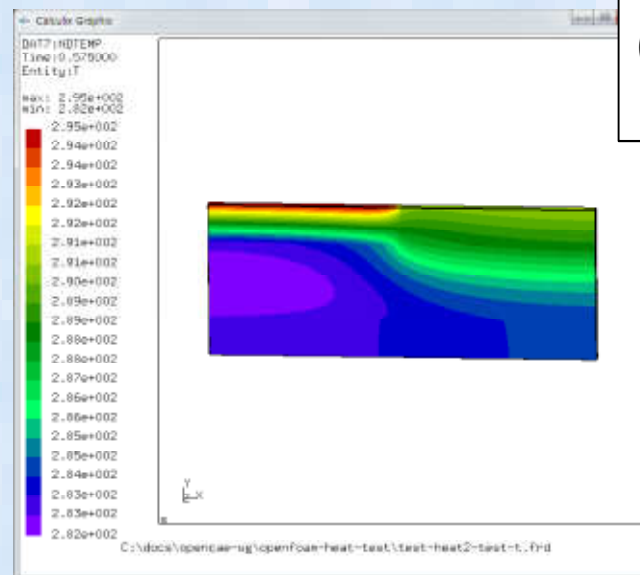 Calculix Graphix
DAT7:NDTEMP
Time:0.575000
Entity:T
max: 2.95e+002
min: 2.82e+002
2.95e+002
2.94e+002
2.94e+002
2.93e+002
2.92e+002
2.92e+002
2.91e+002
2.91e+002
2.90e+002
2.89e+002
2.89e+002
2.88e+002
2.88e+002
2.87e+002
2.86e+002
2.86e+002
2.85e+002
2.85e+002
2.84e+002
2.83e+002
2.83e+002
2.82e+002
Y
Z X
C:\docs\opencae-ug\openfoam-heat-test\test-heat2-test-t.frd